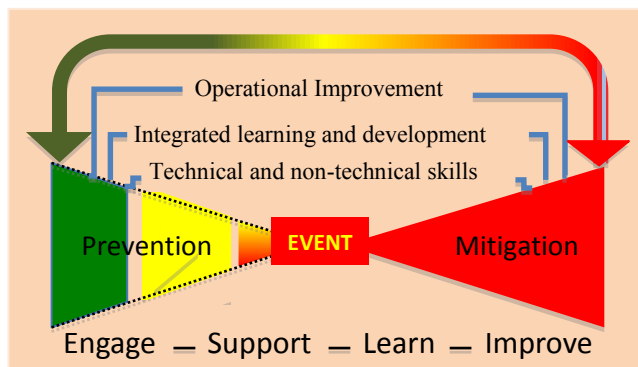 Operational Improvement
Integrated learning and development
Technical and non-technical skills
Prevention EVENT Mitigation
Engage – Support – Learn – Improve